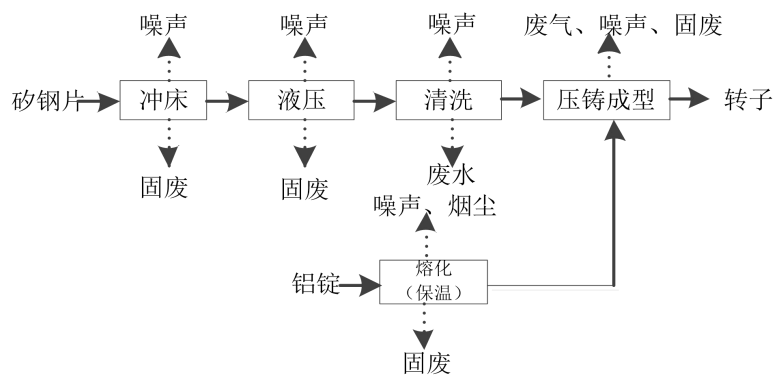 噪声
噪声
噪声
废气、噪声、固废
矽钢片
冲床
液压
清洗
压铸成型
转子
固废
固废
废水
噪声、烟尘
铝锭
熔化
（保温）
固废